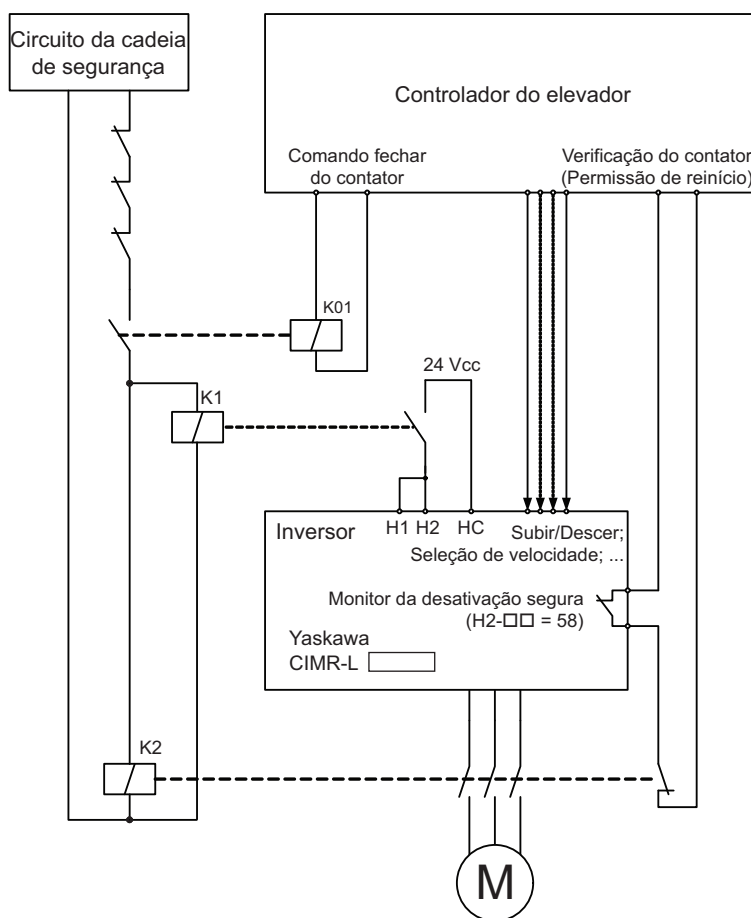 Circuito da cadeia
de segurança
Controlador do elevador
Comando fechar
do contator
Verificação do contator
(Permissão de reinício)
K01
24 Vcc
K1
Inversor
H1 H2 HC
Subir/Descer;
Seleção de velocidade; ...
Monitor da desativação segura
(H2-□□ = 58)
Yaskawa
CIMR-L
K2
M